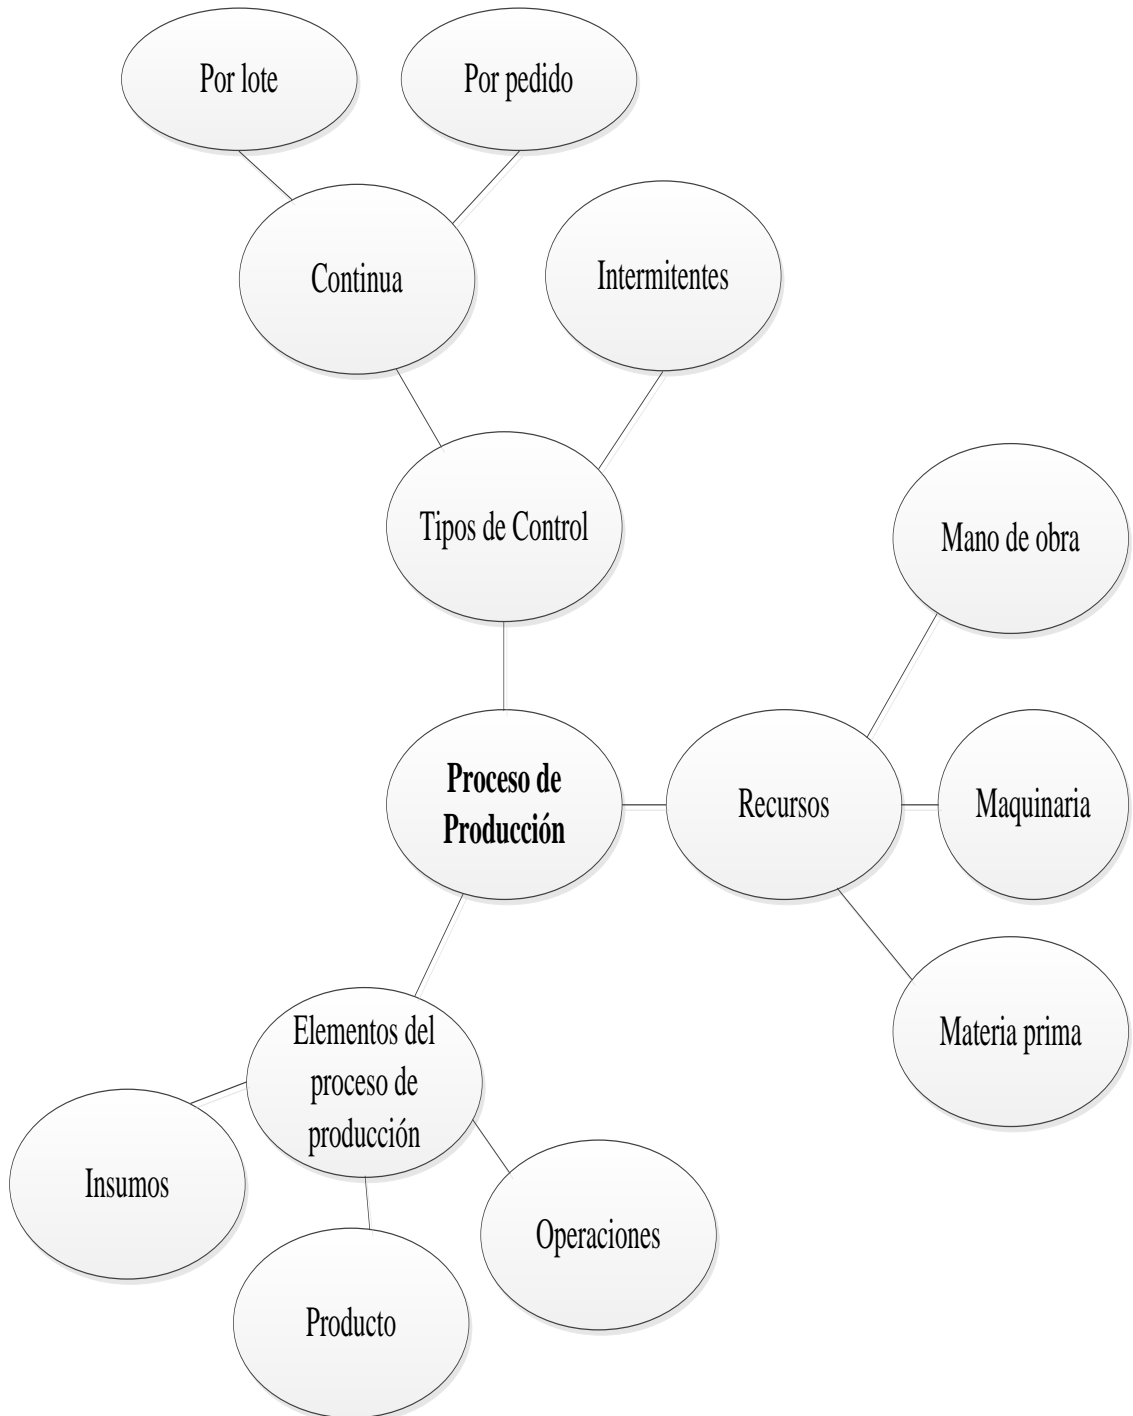 Por lote
Por pedido
Continua
Intermitentes
Tipos de Control
Mano de obra
Proceso de
Producción
Recursos
Maquinaria
Materia prima
Elementos del
proceso de
producción
Insumos
Operaciones
Producto